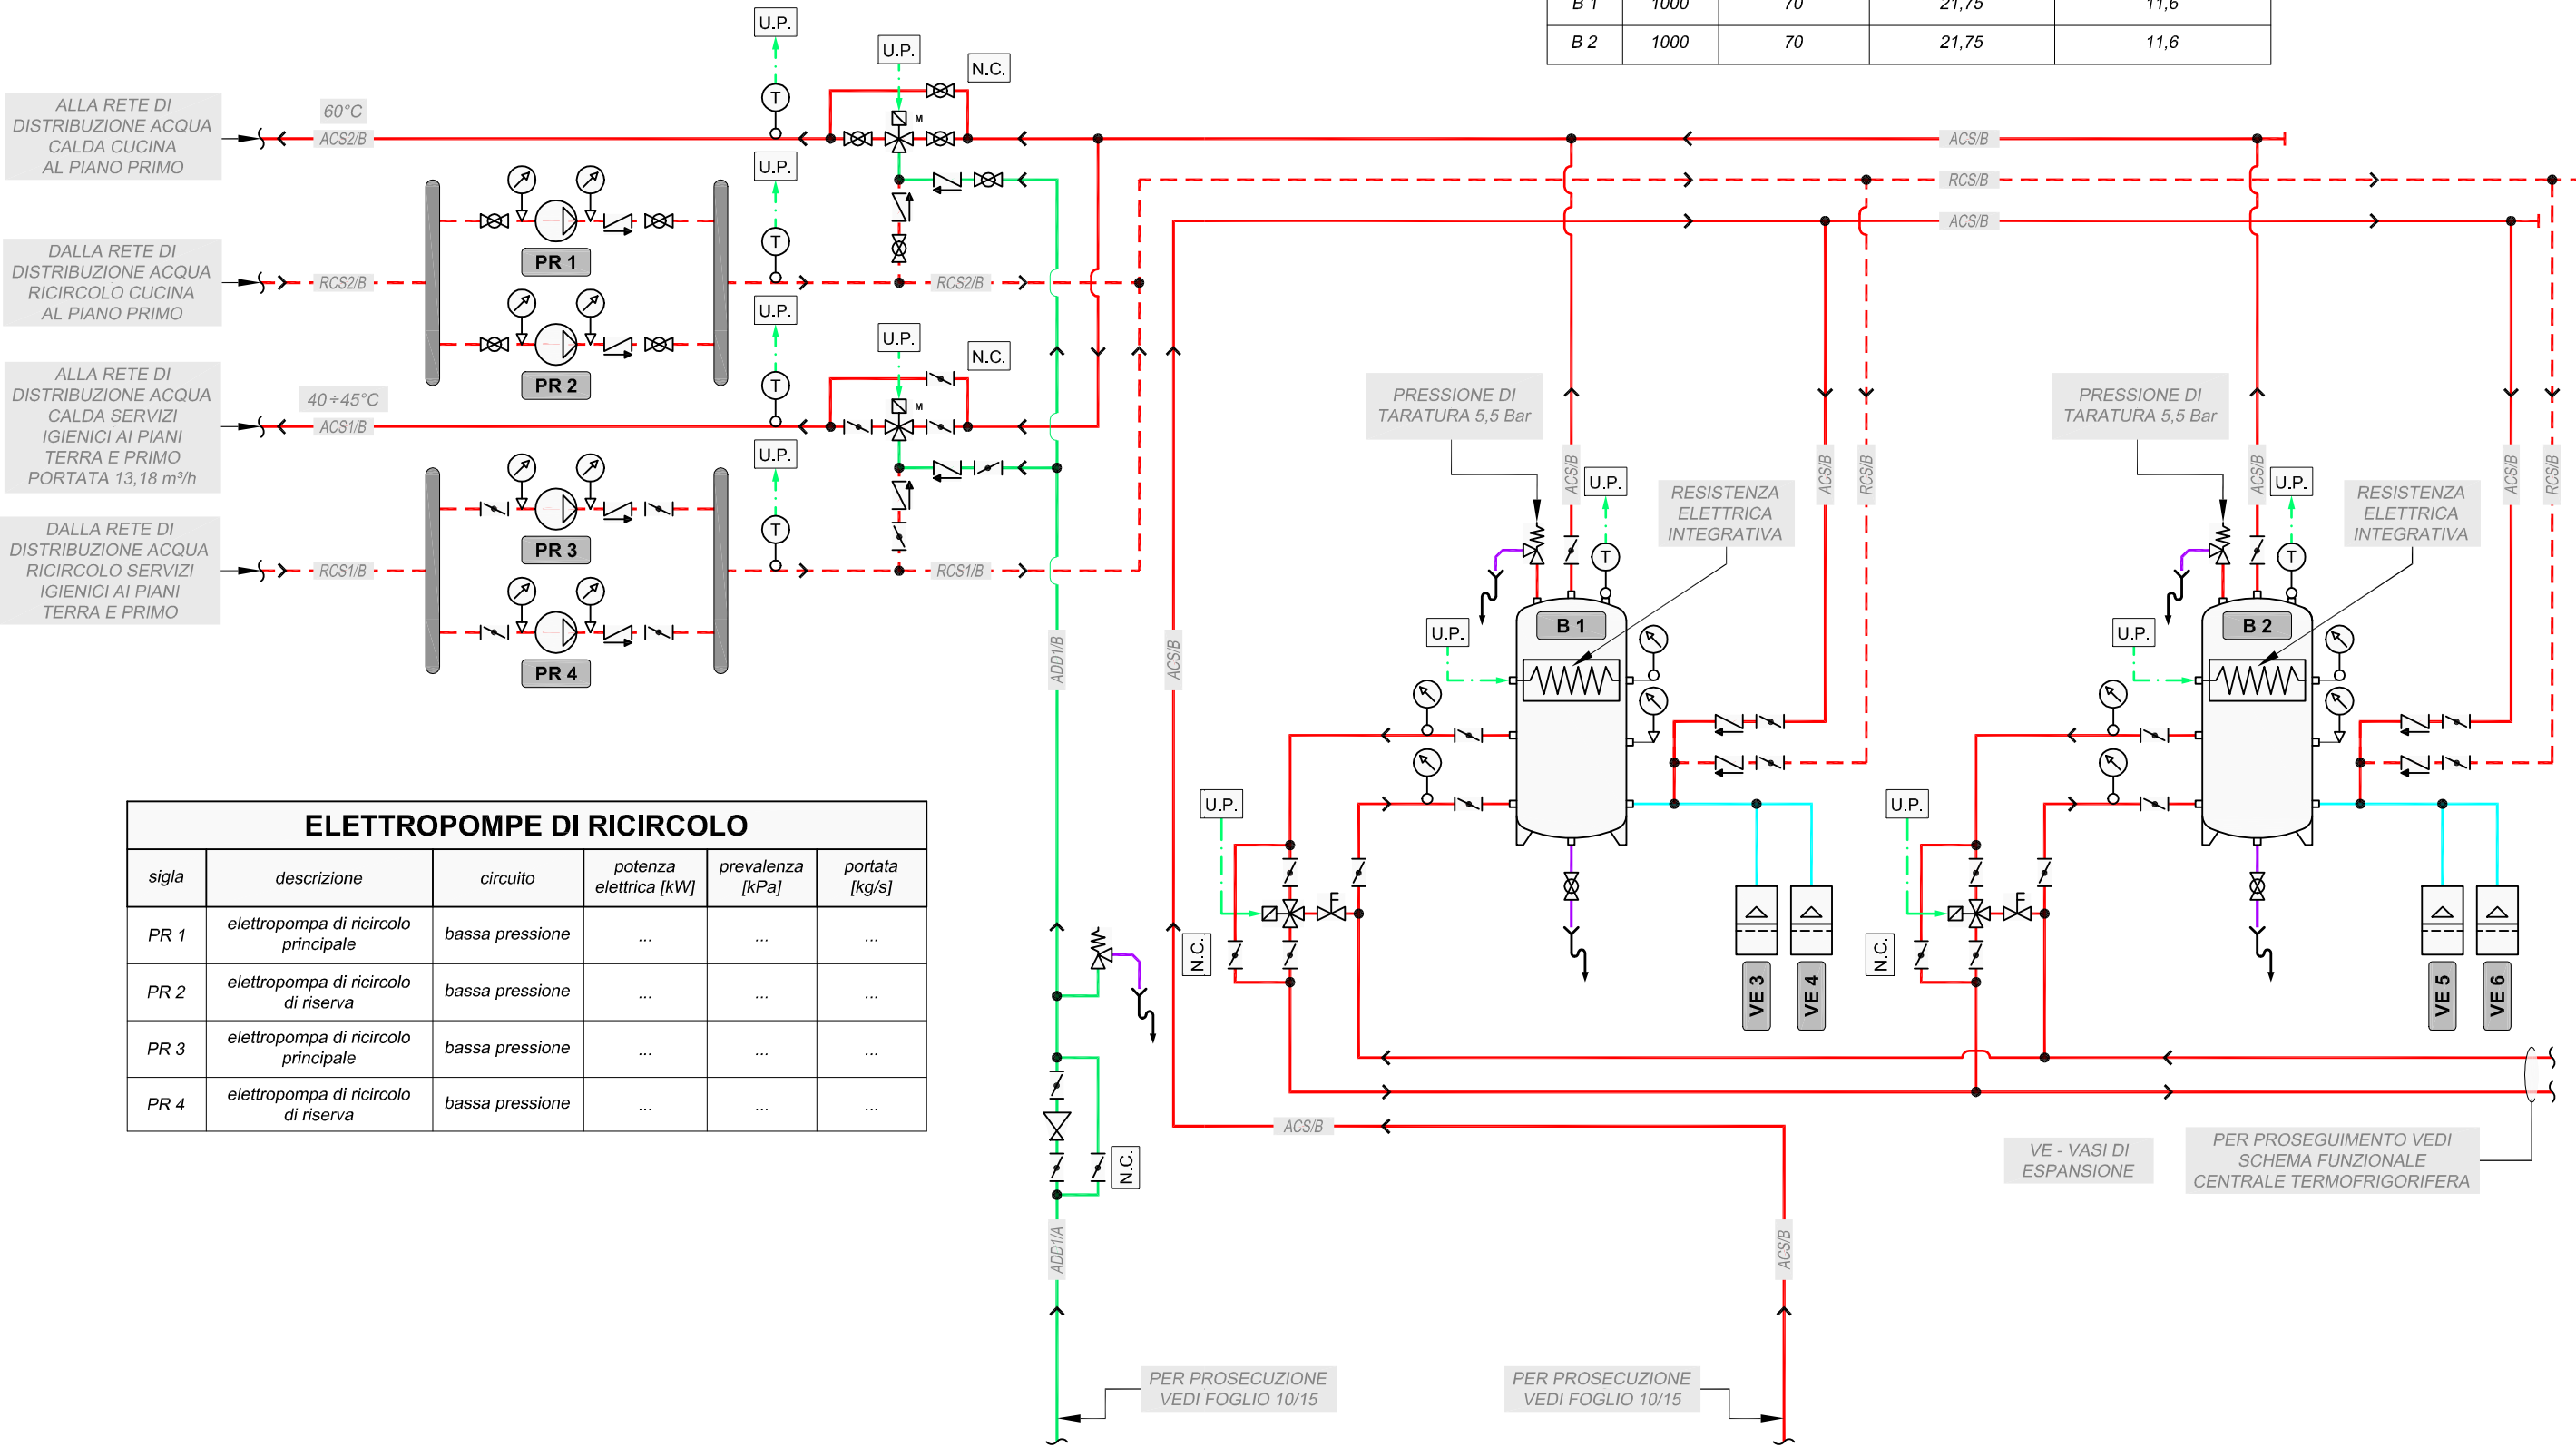 B 1 1000 70 21,75 11,6
B 2 1000 70 21,75 11,6
U.P.
U.P.
N.C.
ALLA RETE DI
DISTRIBUZIONE ACQUA
CALDA CUCINA
AL PIANO PRIMO
60°C
ACS2/B
T
M
ACS/B
U.P.
RCS/B
ACS/B
PR 1
DALLA RETE DI
DISTRIBUZIONE ACQUA
RICIRCOLO CUCINA
AL PIANO PRIMO
RCS2/B
T
RCS2/B
U.P.
U.P.
N.C.
PR 2
ALLA RETE DI
DISTRIBUZIONE ACQUA
CALDA SERVIZI
IGIENICI AI PIANI
TERRA E PRIMO
PORTATA 13,18 m³/h
40÷45°C
ACS1/B
T
M
U.P.
PR 3
DALLA RETE DI
DISTRIBUZIONE ACQUA
RICIRCOLO SERVIZI
IGIENICI AI PIANI
TERRA E PRIMO
RCS1/B
T
RCS1/B
PR 4
ADD1/B
ACS/B
PRESSIONE DI
TARATURA 5,5 Bar
ACS/B
U.P.
T
RESISTENZA
ELETTRICA
INTEGRATIVA
ACS/B
RCS/B
B 1
U.P.
U.P.
N.C.
VE 3
VE 4
PRESSIONE DI
TARATURA 5,5 Bar
ACS/B
U.P.
T
RESISTENZA
ELETTRICA
INTEGRATIVA
ACS/B
RCS/B
B 2
U.P.
U.P.
N.C.
VE 5
VE 6
ELETTROPOMPE DI RICIRCOLO
sigla descrizione circuito potenza elettrica [kW] prevalenza [kPa] portata [kg/s]
PR 1 elettropompa di ricircolo principale bassa pressione ... ... ...
PR 2 elettropompa di ricircolo di riserva bassa pressione ... ... ...
PR 3 elettropompa di ricircolo principale bassa pressione ... ... ...
PR 4 elettropompa di ricircolo di riserva bassa pressione ... ... ...
N.C.
ADD1/A
ACS/B
ACS/B
VE - VASI DI
ESPANSIONE
PER PROSEGUIMENTO VEDI
SCHEMA FUNZIONALE
CENTRALE TERMOFRIGORIFERA
PER PROSECUZIONE
VEDI FOGLIO 10/15
PER PROSECUZIONE
VEDI FOGLIO 10/15